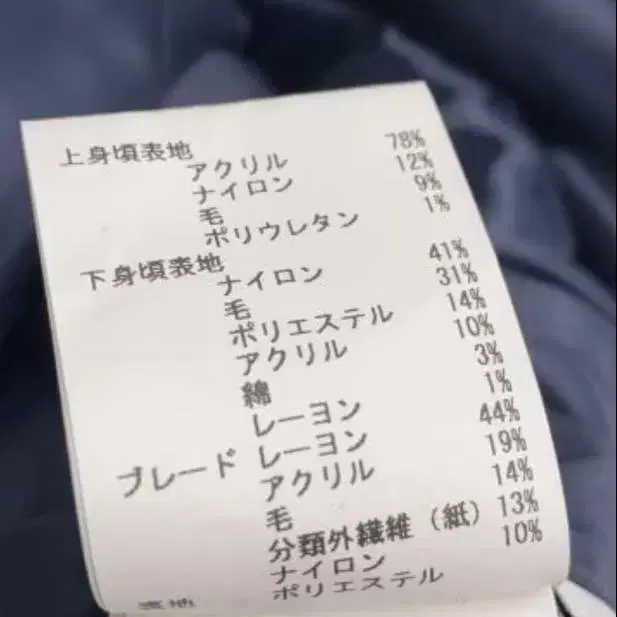 上身頃表地
アクリル 78%
ナイロン 12%
毛 9%
ポリウレタン 1%
下身頃表地
ナイロン 41%
毛 31%
ポリエステル 14%
アクリル 10%
綿 3%
レーヨン 1%
ブレード レーヨン 44%
アクリル 19%
毛 14%
分類外繊維（紙） 13%
ナイロン 10%
ポリエステル